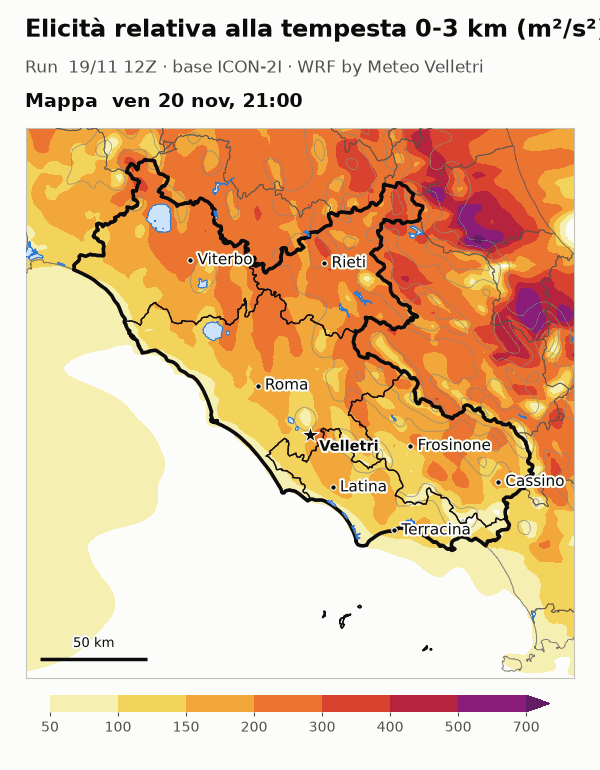 Elicità relativa alla tempesta 0-3 km (m²/s²)
Run 19/11 12Z · base ICON-2I · WRF by Meteo Velletri
Mappa ven 20 nov, 21:00
Viterbo
Rieti
Roma
Velletri
Frosinone
Latina
Cassino
Terracina
50 km
50 100 150 200 300 400 500 700